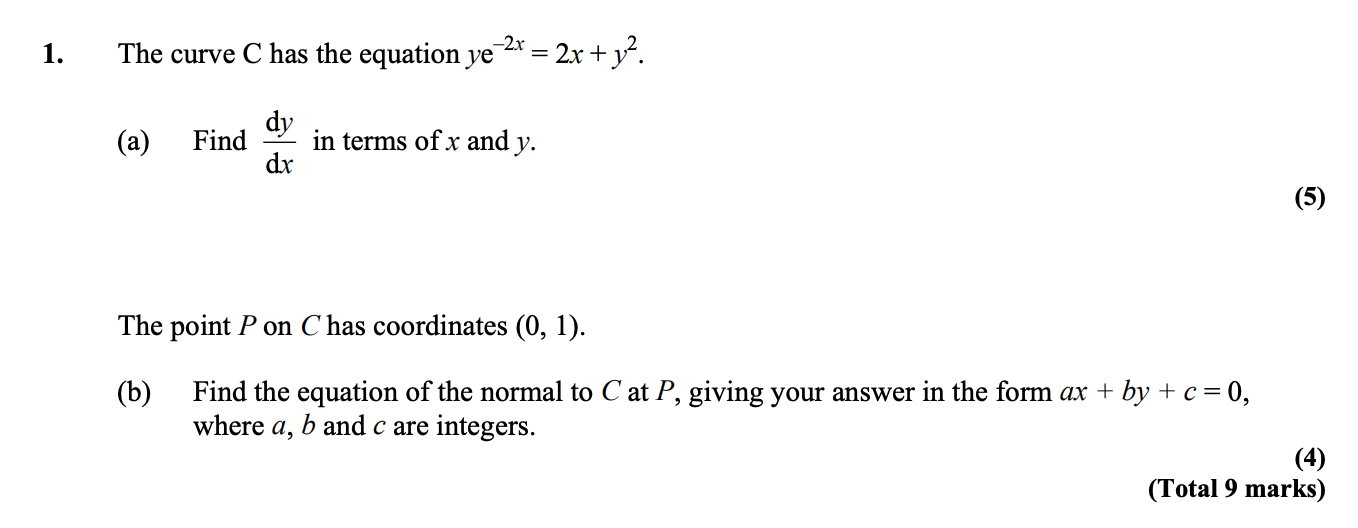 1. The curve C has the equation ye⁻²ˣ = 2x + y².
(a) Find dy/dx in terms of x and y.
(5)
The point P on C has coordinates (0, 1).
(b) Find the equation of the normal to C at P, giving your answer in the form ax + by + c = 0,
where a, b and c are integers.
(4)
(Total 9 marks)